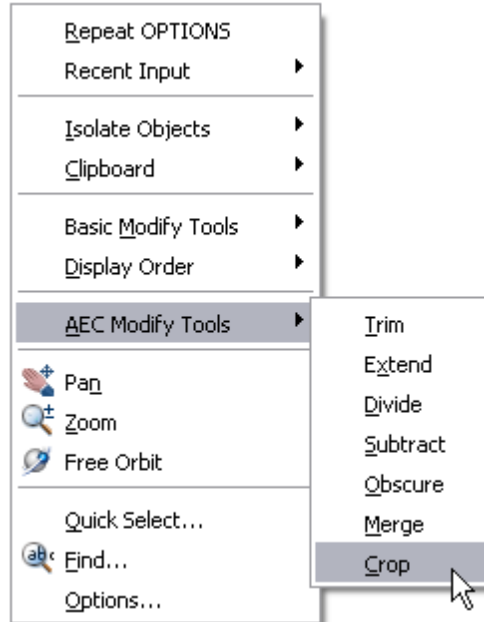 Repeat OPTIONS
Recent Input
Isolate Objects
Clipboard
Basic Modify Tools
Display Order
AEC Modify Tools
Pan
Zoom
Free Orbit
Quick Select...
Find...
Options...
Trim
Extend
Divide
Subtract
Obscure
Merge
Crop